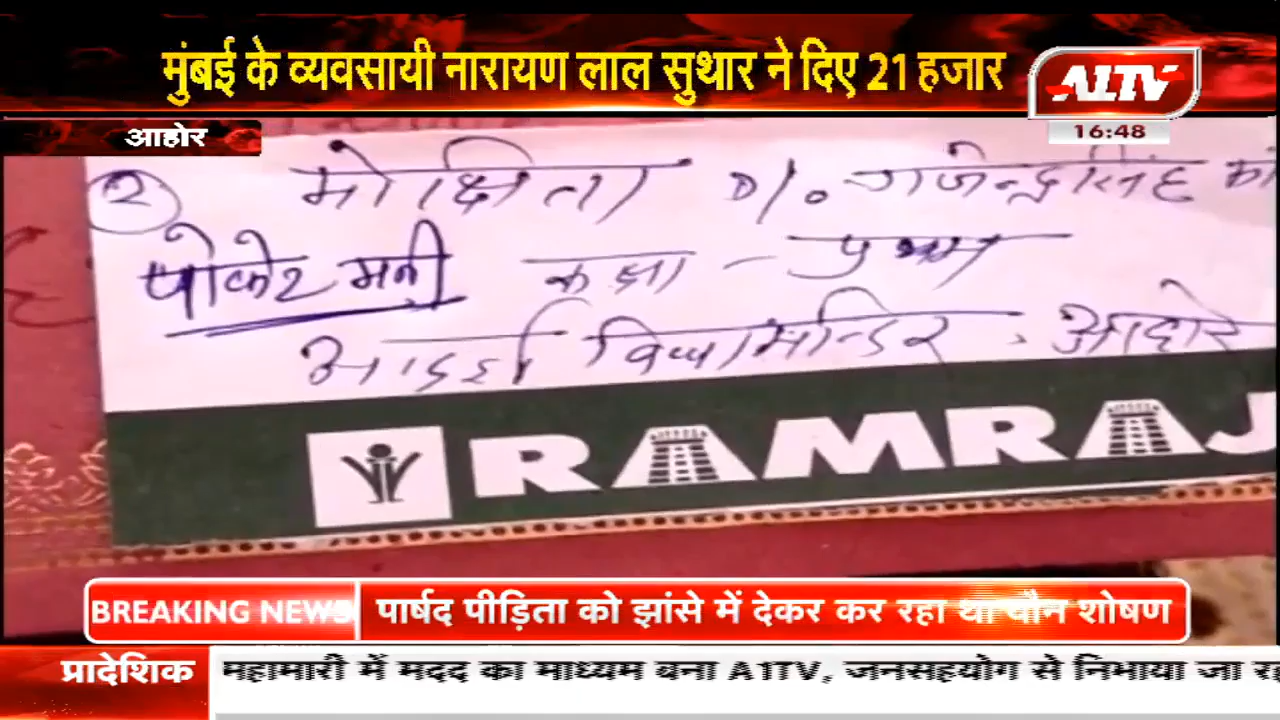 मुंबई के व्यवसायी नारायण लाल सुथार ने दिए 21 हजार
A1TV
16:48
आहोर
२ मोक्षिता D/o. गजेन्द्रसिंह
पोकेट मनी कक्षा - प्रथम
आदर्श विद्यामन्दिर, आहोर
RAMRAJ
BREAKING NEWS पार्षद पीड़िता को झांसे में देकर कर रहा था यौन शोषण
प्रादेशिक महामारी में मदद का माध्यम बना A1TV, जनसहयोग से निभाया जा